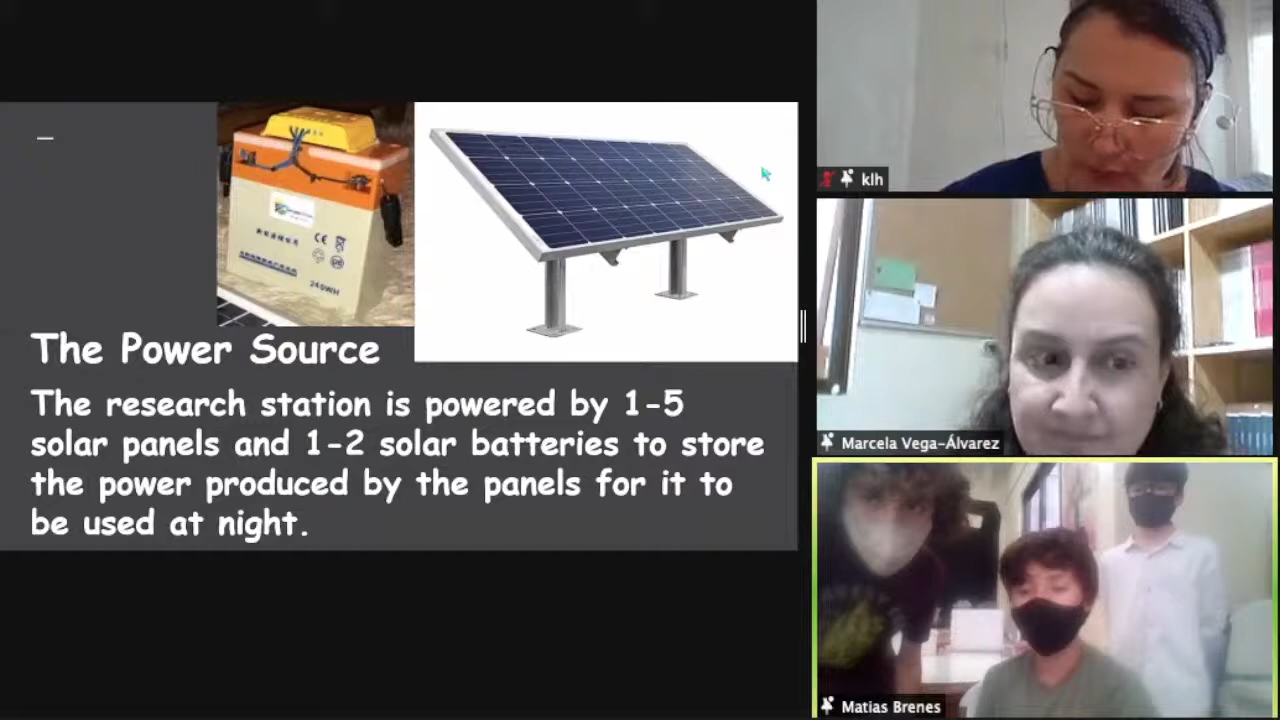 CE
240WH
The Power Source
The research station is powered by 1-5
solar panels and 1-2 solar batteries to store
the power produced by the panels for it to
be used at night.
klh
Marcela Vega-Álvarez
Matias Brenes